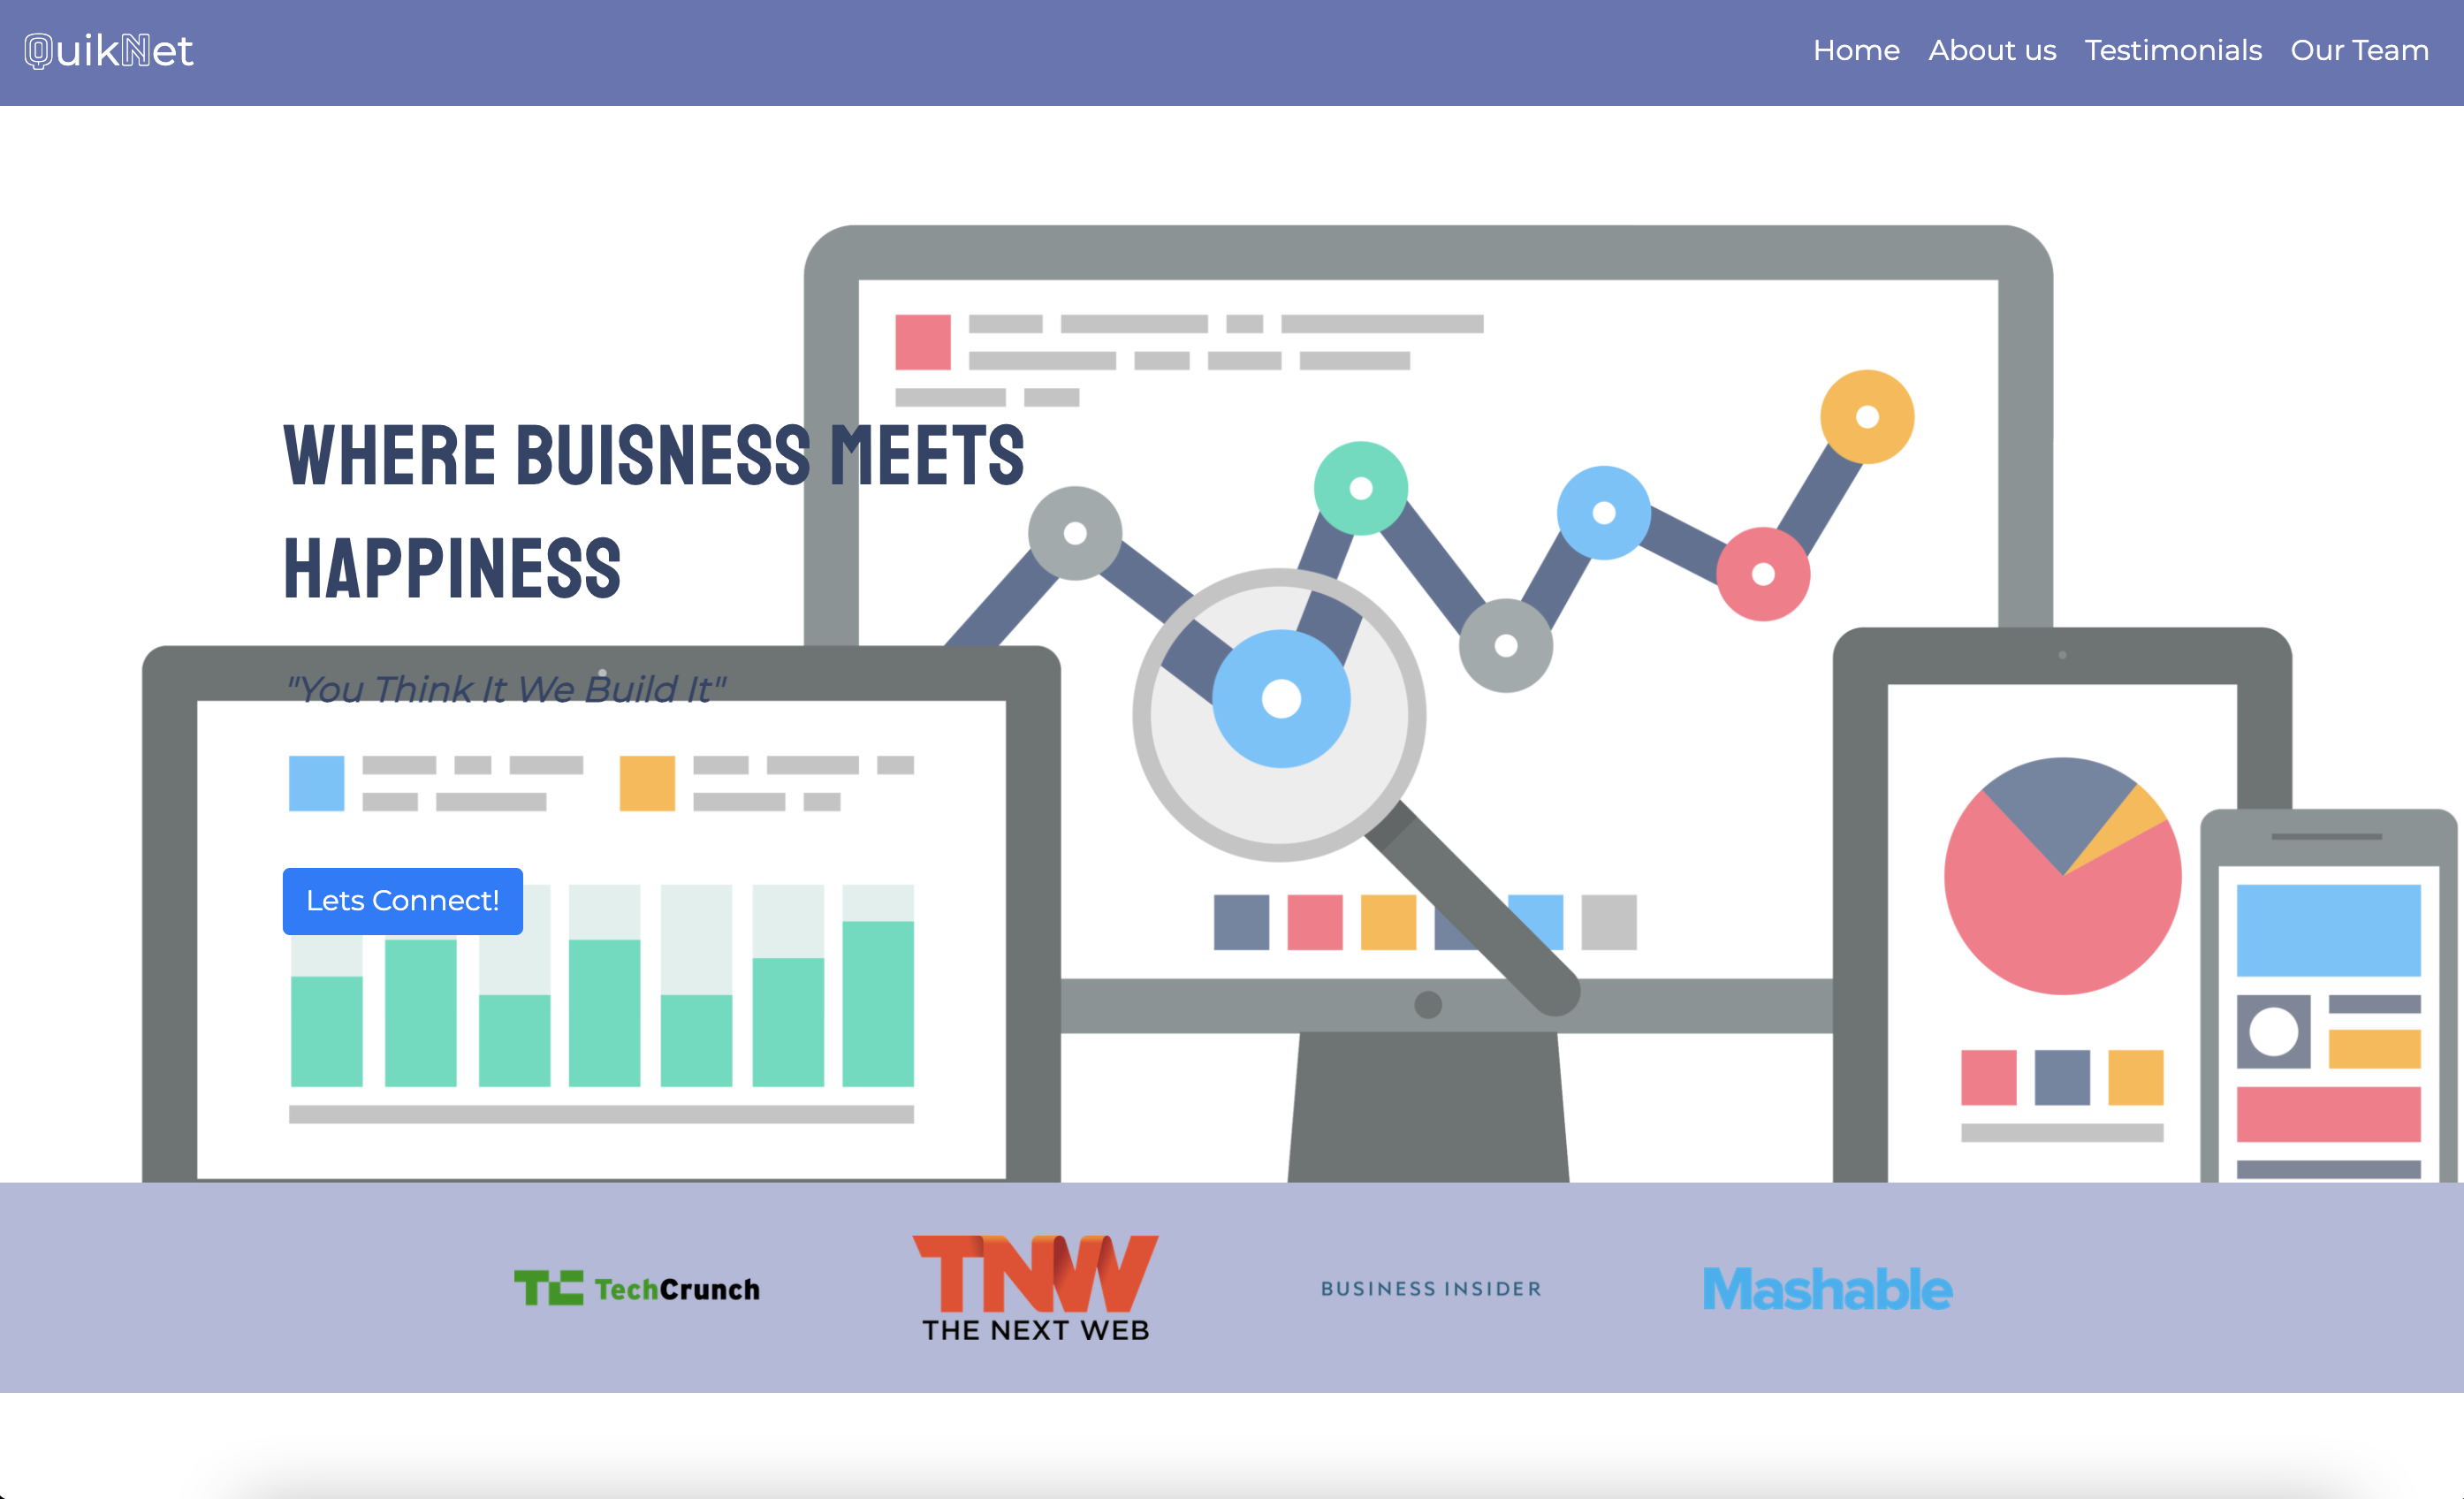 QuikNet
Home About us Testimonials Our Team
WHERE BUISNESS MEETS
HAPPINESS
"You Think It We Build It"
Lets Connect!
TC TechCrunch
TNW
THE NEXT WEB
BUSINESS INSIDER
Mashable